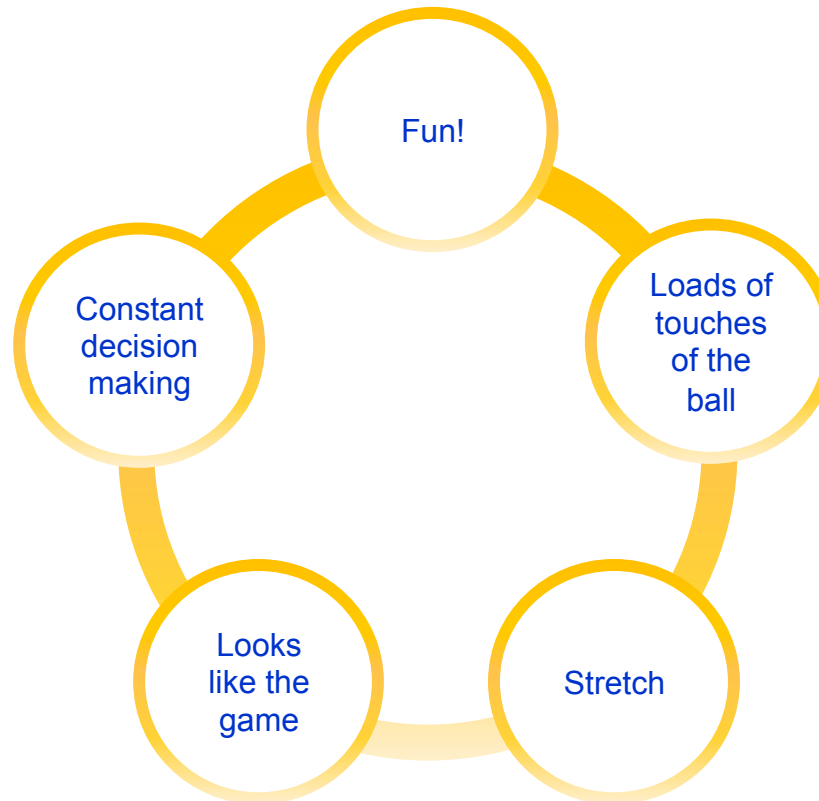 Fun!
Loads of
touches
of the
ball
Stretch
Looks
like the
game
Constant
decision
making